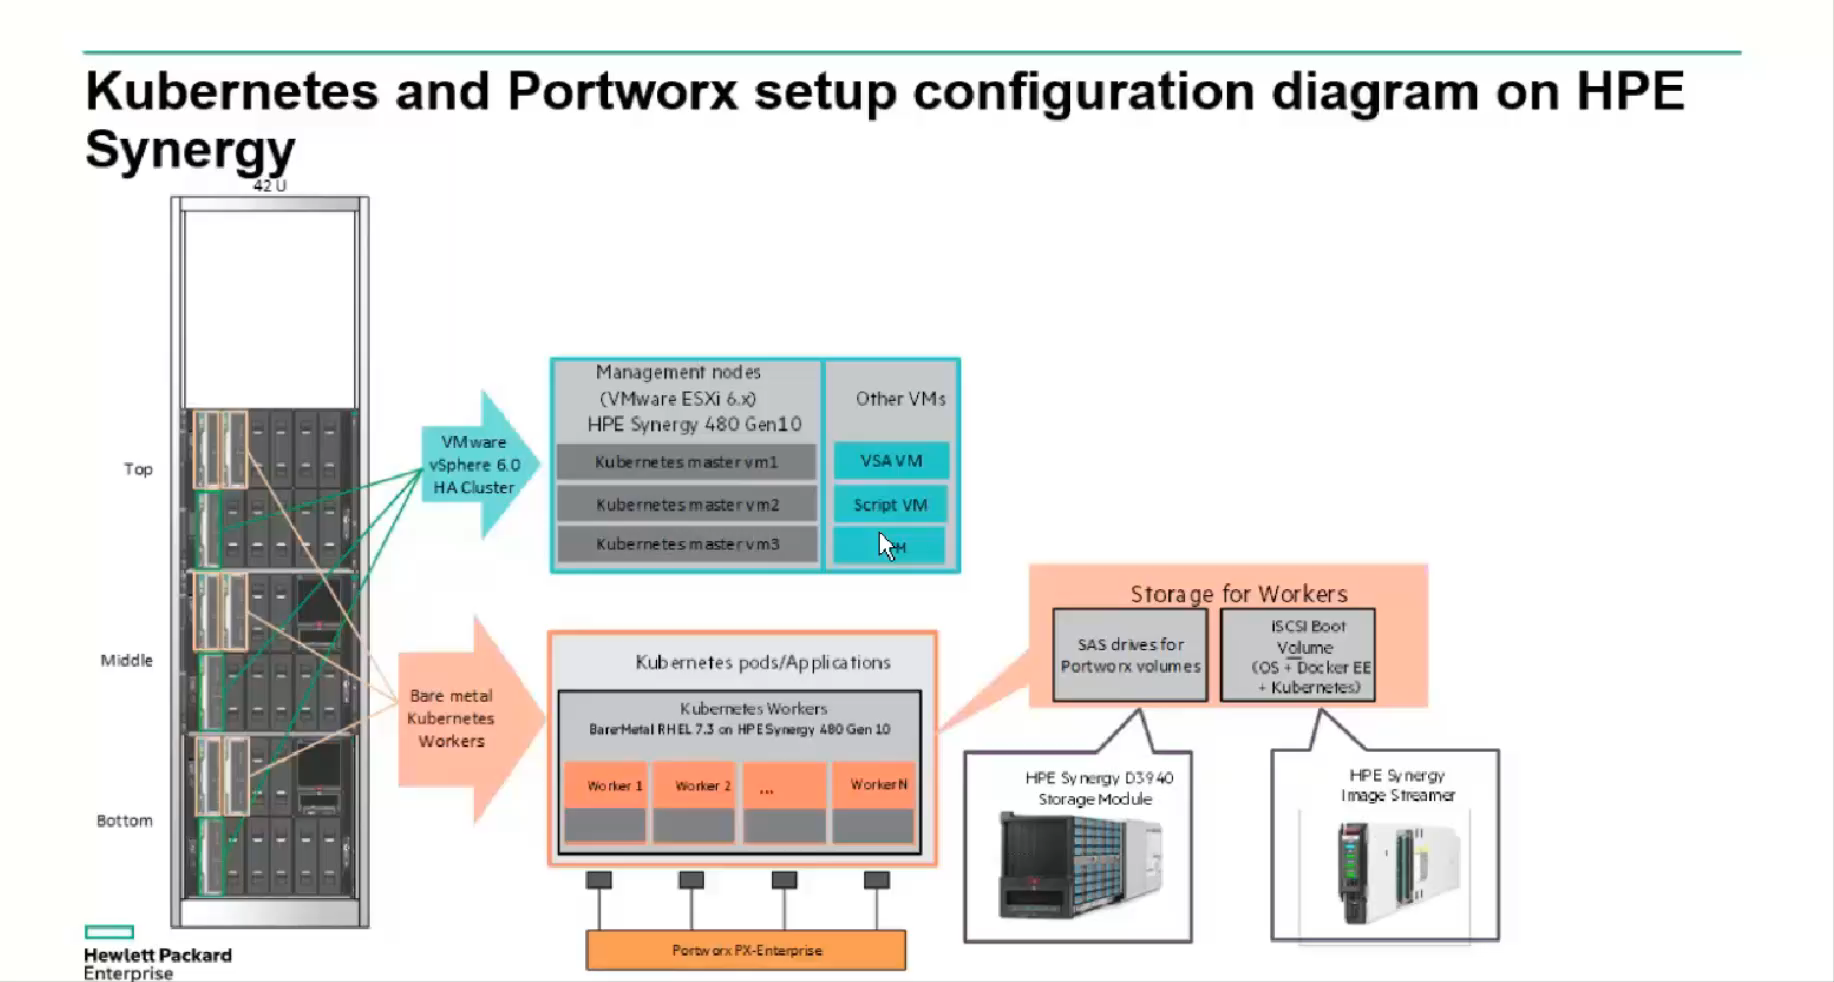 Kubernetes and Portworx setup configuration diagram on HPE
Synergy
42 U
Top
Middle
Bottom
VMware
vSphere 6.0
HA Cluster
Management nodes
(VMware ESXi 6.x)
HPE Synergy 480 Gen10
Kubernetes master vm1
Kubernetes master vm2
Kubernetes master vm3
Other VMs
VSA VM
Script VM
Bare metal
Kubernetes
Workers
Kubernetes pods/Applications
Kubernetes Workers
Bare-Metal RHEL 7.3 on HPE Synergy 480 Gen 10
Worker 1
Worker 2
...
Worker N
Portworx PX-Enterprise
Storage for Workers
SAS drives for
Portworx volumes
iSCSI Boot
Volume
(OS + Docker EE
+ Kubernetes)
HPE Synergy D3940
Storage Module
HPE Synergy
Image Streamer
Hewlett Packard
Enterprise